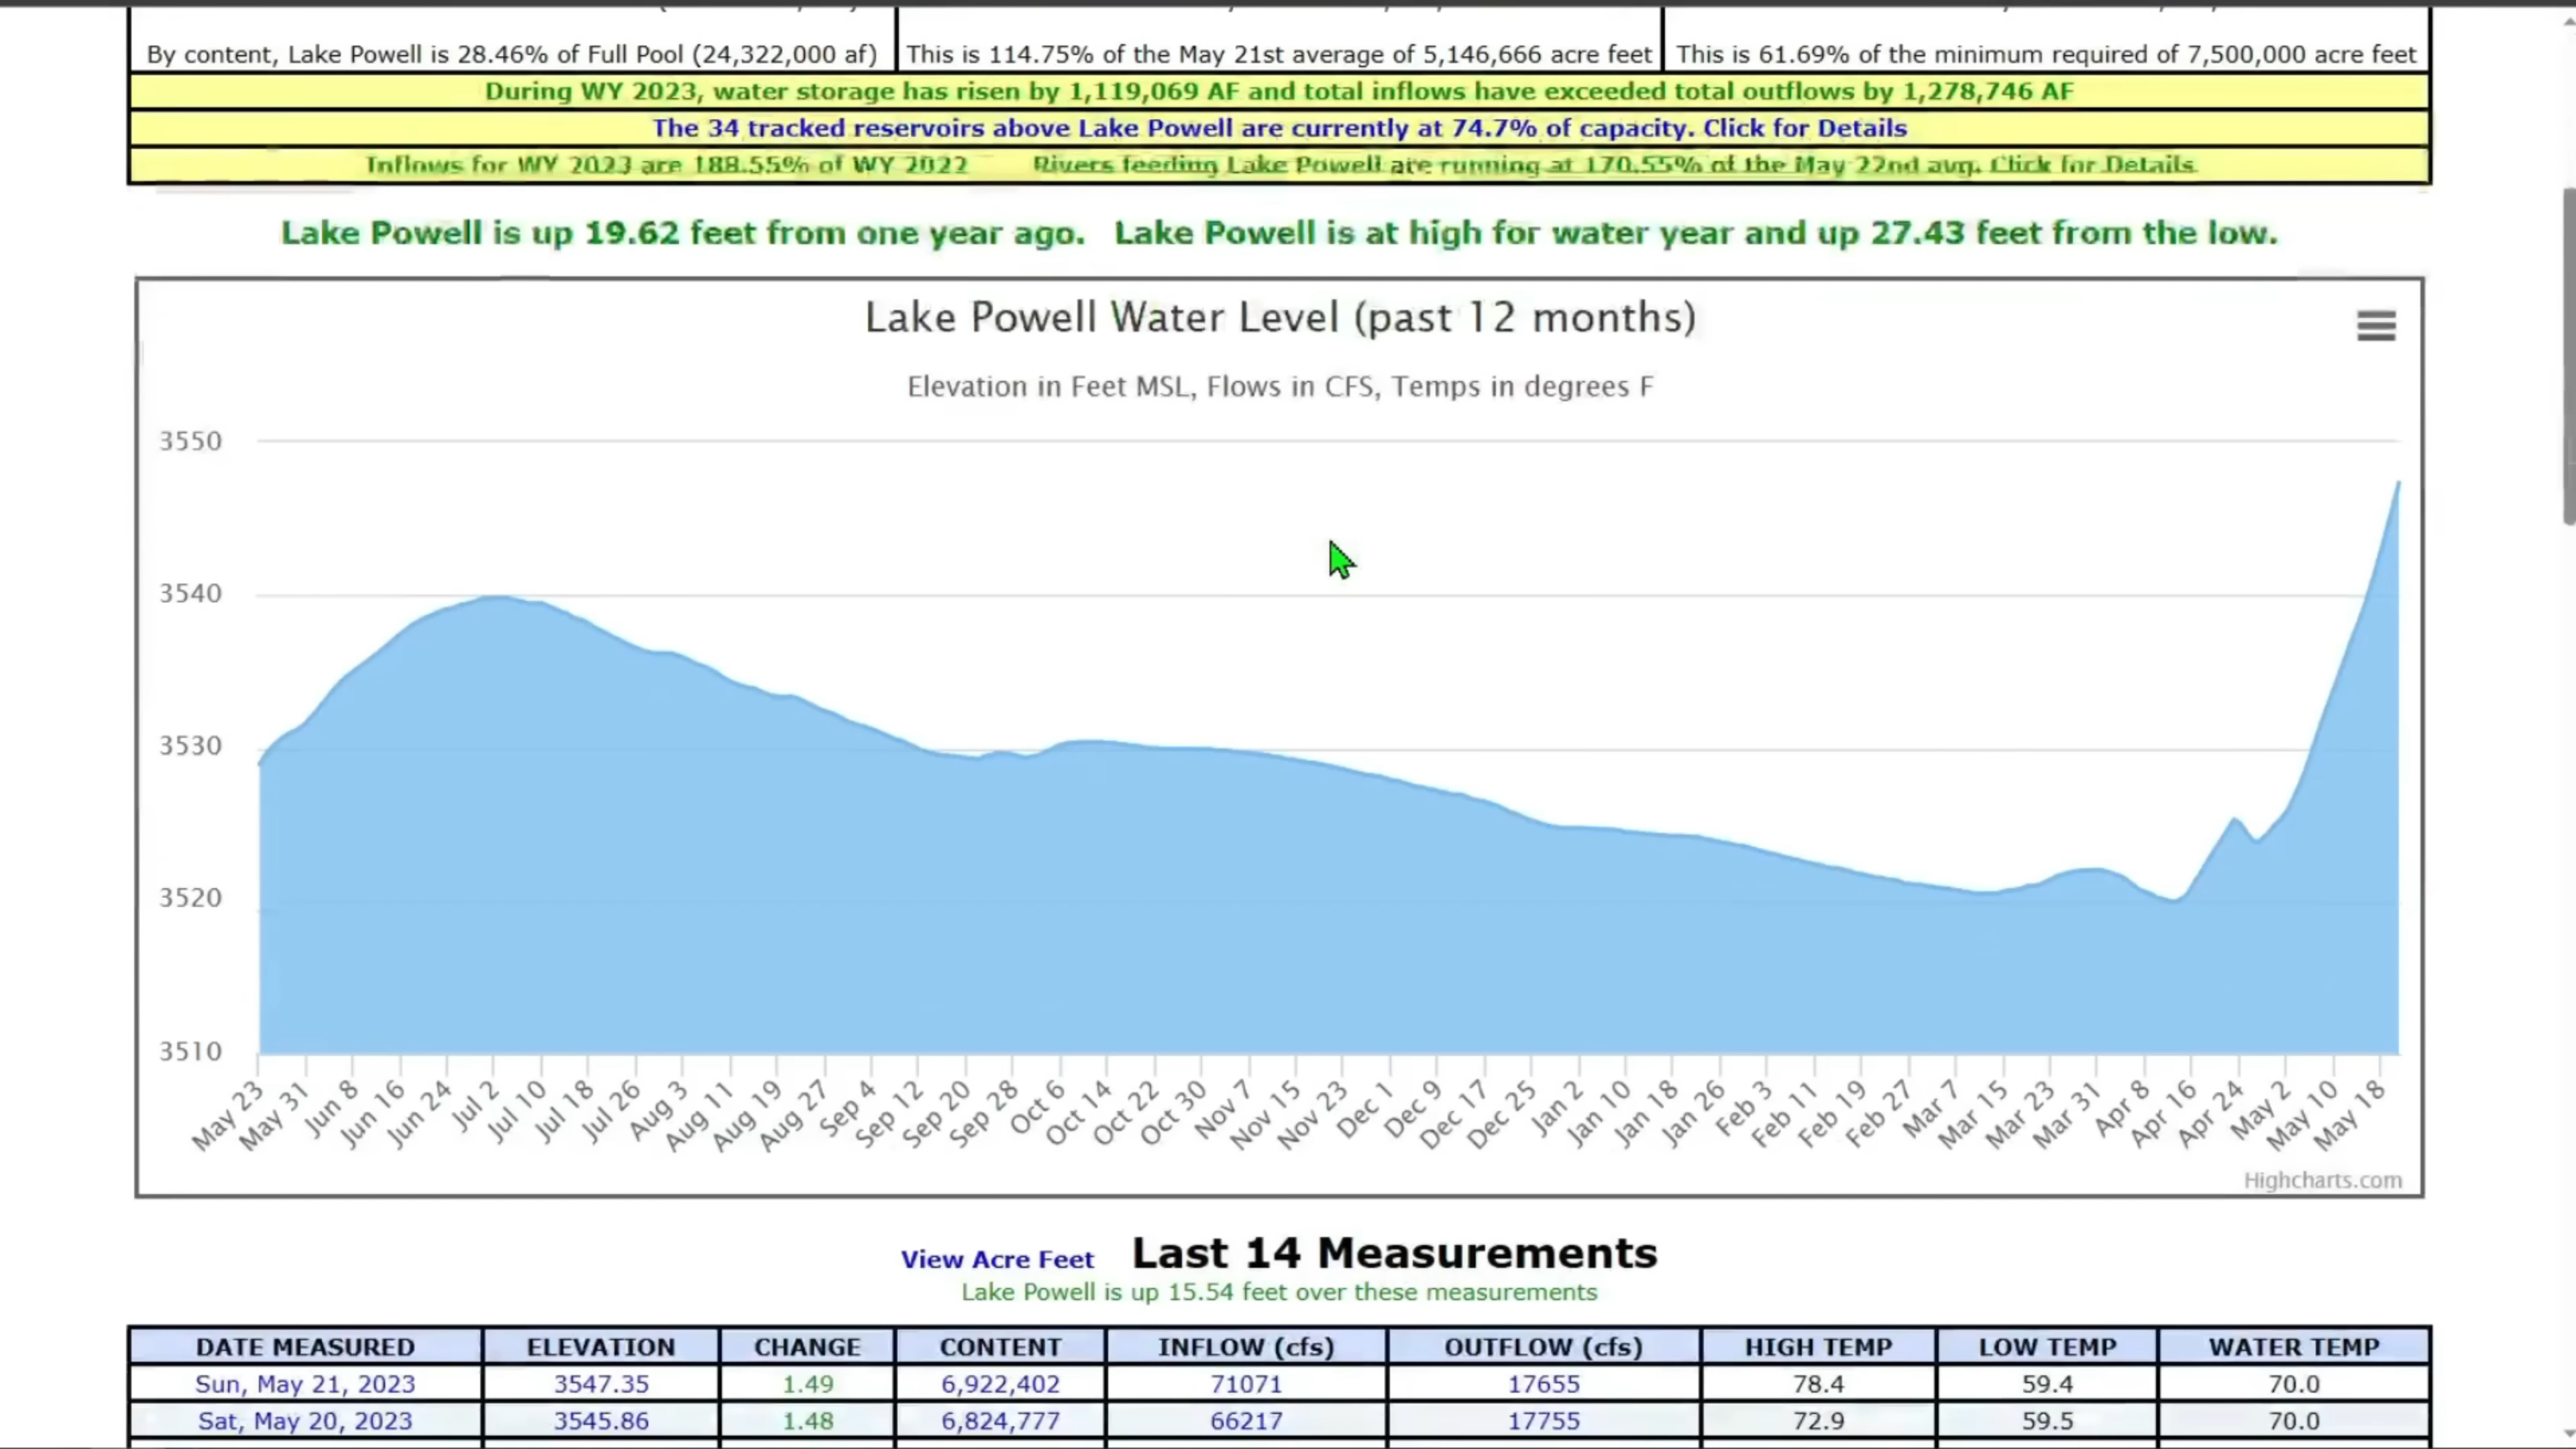 By content, Lake Powell is 28.46% of Full Pool (24,322,000 af)
This is 114.75% of the May 21st average of 5,146,666 acre feet
This is 61.69% of the minimum required of 7,500,000 acre feet
During WY 2023, water storage has risen by 1,119,069 AF and total inflows have exceeded total outflows by 1,278,746 AF
The 34 tracked reservoirs above Lake Powell are currently at 74.7% of capacity. Click for Details
Inflows for WY 2023 are 188.55% of WY 2022 Rivers feeding Lake Powell are running at 170.55% of the May 22nd avg. Click for Details
Lake Powell is up 19.62 feet from one year ago. Lake Powell is at high for water year and up 27.43 feet from the low.
Lake Powell Water Level (past 12 months)
Elevation in Feet MSL, Flows in CFS, Temps in degrees F
3550
3540
3530
3520
3510
May 23
May 31
Jun 8
Jun 16
Jun 24
Jul 2
Jul 10
Jul 18
Jul 26
Aug 3
Aug 11
Aug 19
Aug 27
Sep 4
Sep 12
Sep 20
Sep 28
Oct 6
Oct 14
Oct 22
Oct 30
Nov 7
Nov 15
Nov 23
Dec 1
Dec 9
Dec 17
Dec 25
Jan 2
Jan 10
Jan 18
Jan 26
Feb 3
Feb 11
Feb 19
Feb 27
Mar 7
Mar 15
Mar 23
Mar 31
Apr 8
Apr 16
Apr 24
May 2
May 10
May 18
Highcharts.com
View Acre Feet Last 14 Measurements
Lake Powell is up 15.54 feet over these measurements
DATE MEASURED ELEVATION CHANGE CONTENT INFLOW (cfs) OUTFLOW (cfs) HIGH TEMP LOW TEMP WATER TEMP
Sun, May 21, 2023 3547.35 1.49 6,922,402 71071 17655 78.4 59.4 70.0
Sat, May 20, 2023 3545.86 1.48 6,824,777 66217 17755 72.9 59.5 70.0